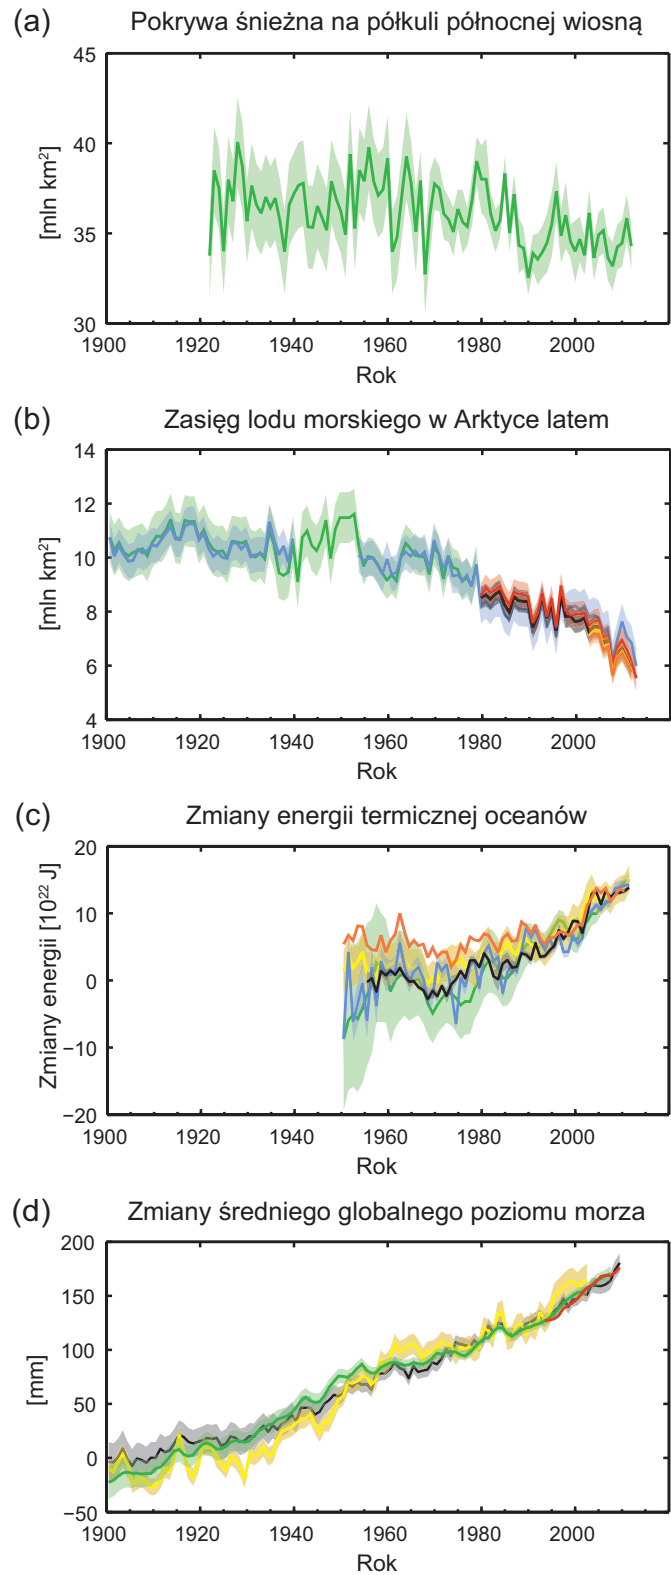 (a) Pokrywa śnieżna na półkuli północnej wiosną
45
40
35
30
[mln km²]
1900 1920 1940 1960 1980 2000
Rok
(b) Zasięg lodu morskiego w Arktyce latem
14
12
10
8
6
4
[mln km²]
1900 1920 1940 1960 1980 2000
Rok
(c) Zmiany energii termicznej oceanów
20
10
0
−10
−20
Zmiany energii [10²² J]
1900 1920 1940 1960 1980 2000
Rok
(d) Zmiany średniego globalnego poziomu morza
200
150
100
50
0
−50
[mm]
1900 1920 1940 1960 1980 2000
Rok